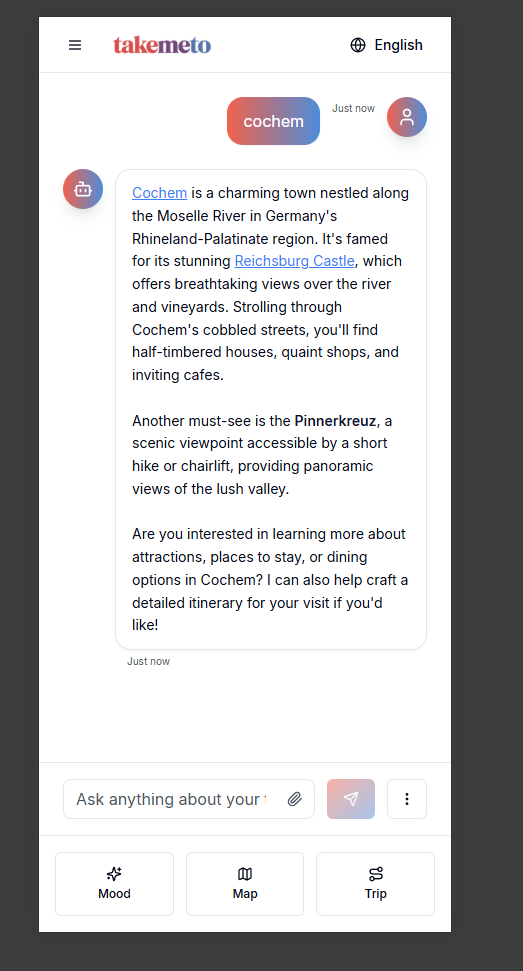 takemeto
English
cochem
Just now
Cochem is a charming town nestled along
the Moselle River in Germany's
Rhineland-Palatinate region. It's famed
for its stunning Reichsburg Castle, which
offers breathtaking views over the river
and vineyards. Strolling through
Cochem's cobbled streets, you'll find
half-timbered houses, quaint shops, and
inviting cafes.
Another must-see is the Pinnerkreuz, a
scenic viewpoint accessible by a short
hike or chairlift, providing panoramic
views of the lush valley.
Are you interested in learning more about
attractions, places to stay, or dining
options in Cochem? I can also help craft a
detailed itinerary for your visit if you'd
like!
Just now
Ask anything about your
Mood
Map
Trip